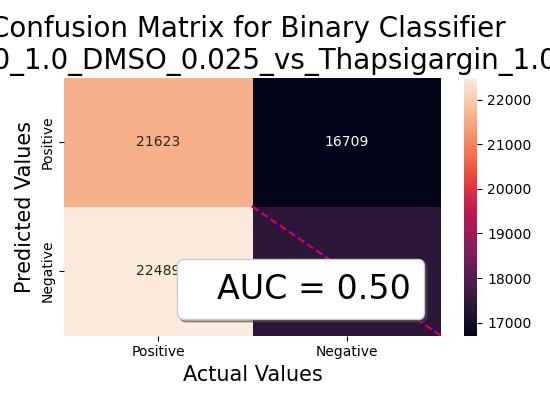 Confusion Matrix for Binary Classifier
0_1.0_DMSO_0.025_vs_Thapsigargin_1.0
Predicted Values
Positive
Negative
21623
16709
22489
AUC = 0.50
Positive
Negative
Actual Values
22000
21000
20000
19000
18000
17000